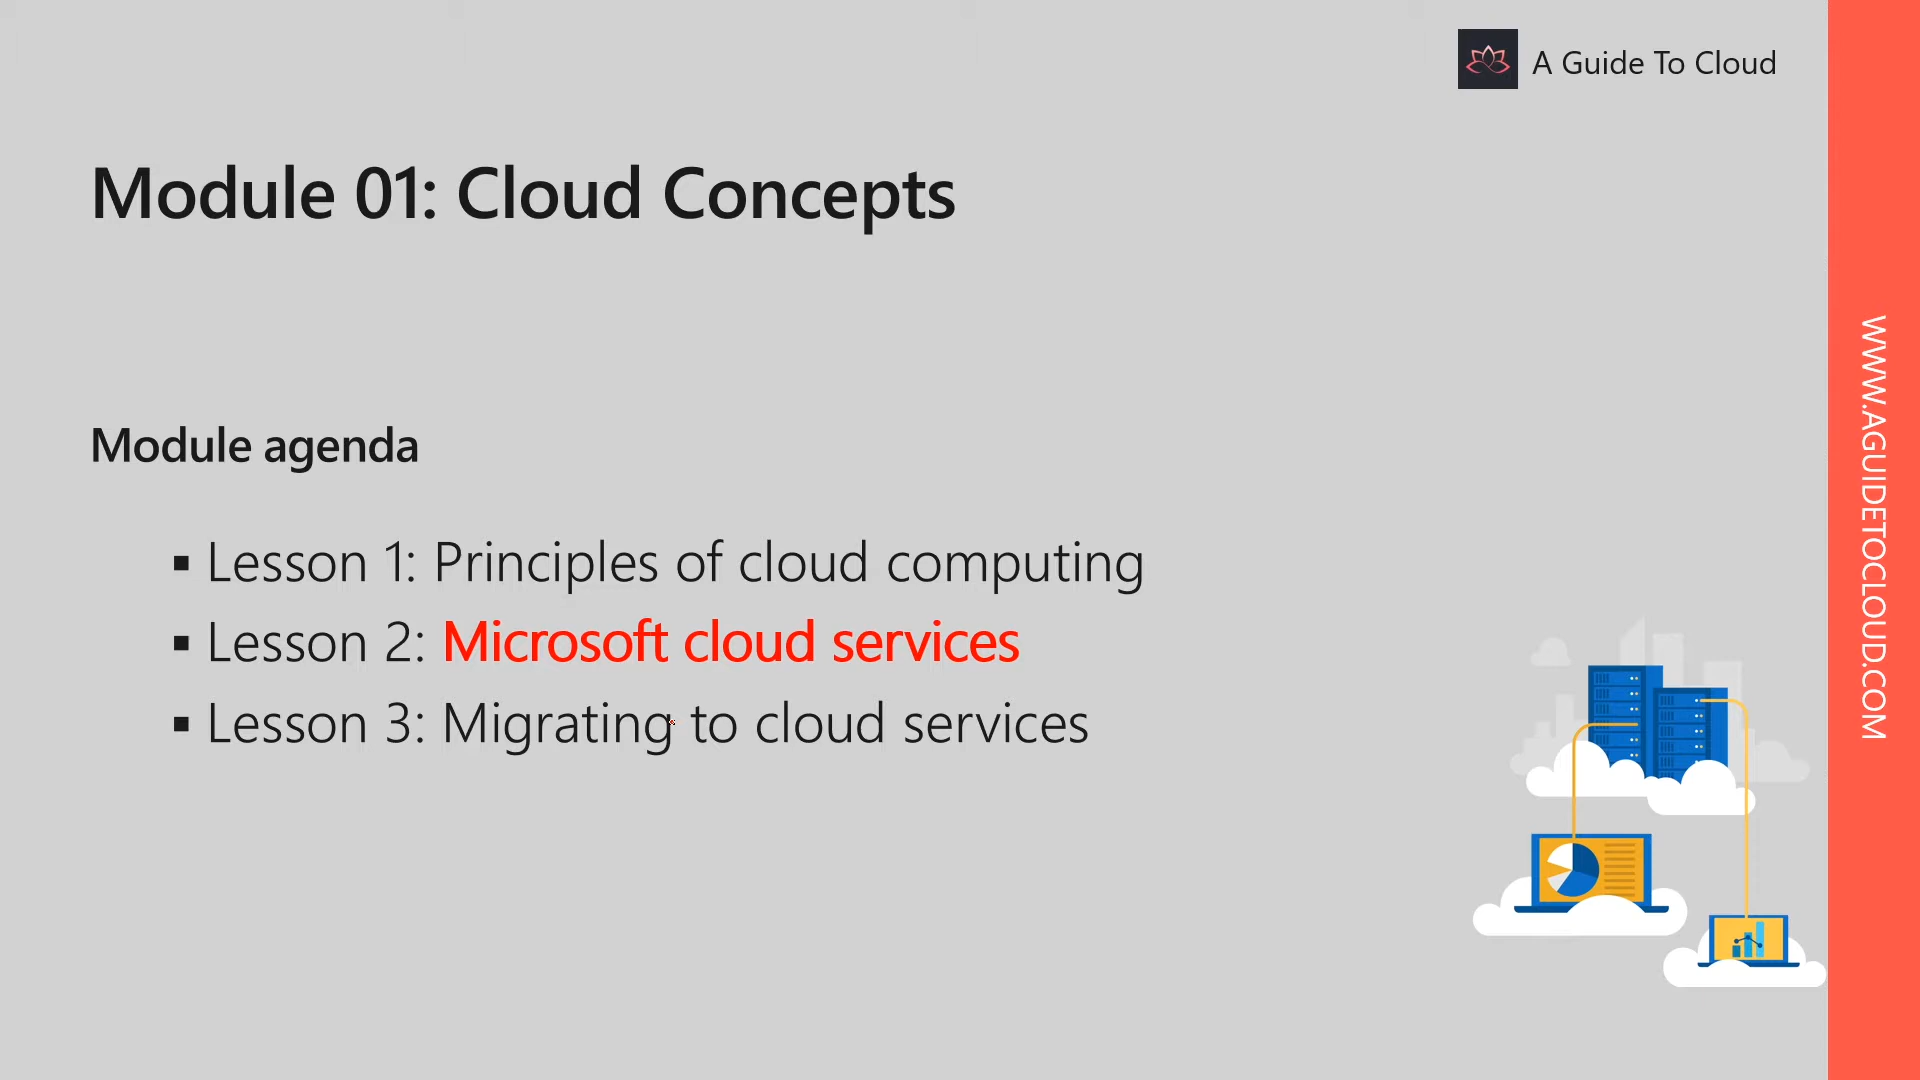 A Guide To Cloud
Module 01: Cloud Concepts
Module agenda
▪ Lesson 1: Principles of cloud computing
▪ Lesson 2: Microsoft cloud services
▪ Lesson 3: Migrating to cloud services
WWW.AGUIDETOCLOUD.COM